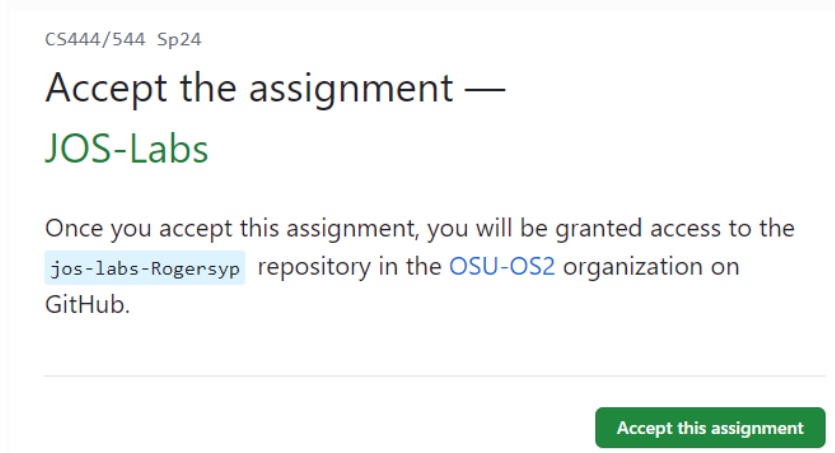 CS444/544 Sp24
Accept the assignment —
JOS-Labs
Once you accept this assignment, you will be granted access to the
jos-labs-Rogersyp repository in the OSU-OS2 organization on
GitHub.
Accept this assignment